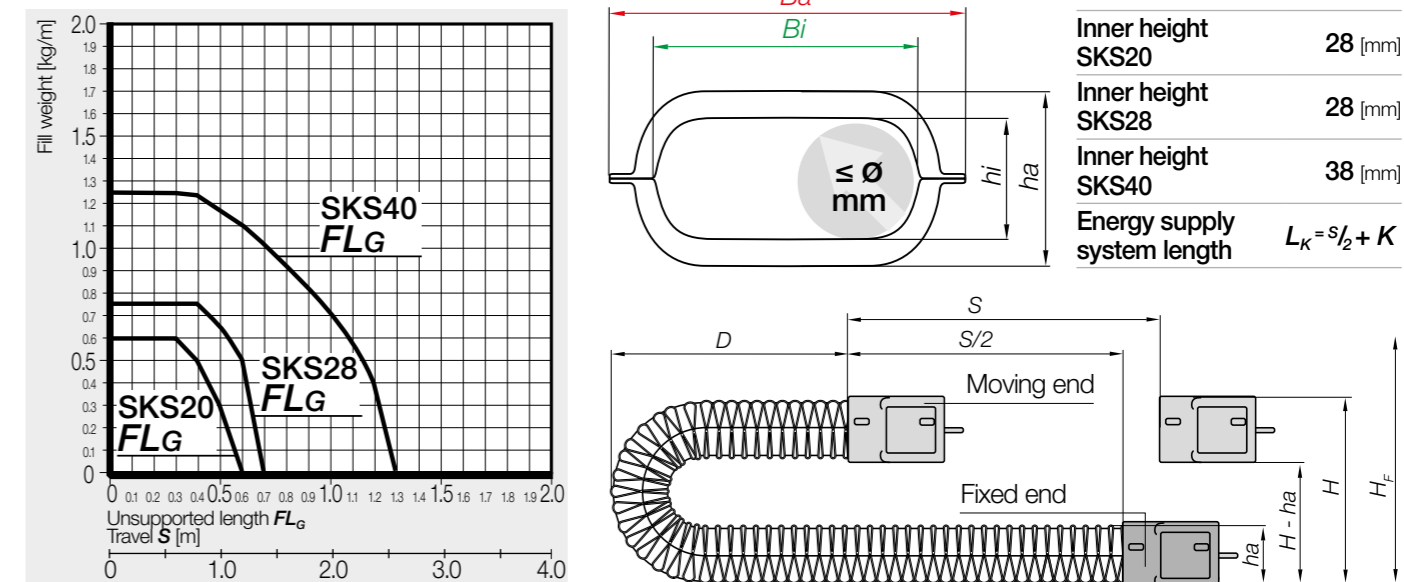 Fill weight [kg/m]
2.0
1.9
1.8
1.7
1.6
1.5
1.4
1.3
1.2
1.1
1.0
0.9
0.8
0.7
0.6
0.5
0.4
0.3
0.2
0.1
0
SKS40
FLG
SKS28
FLG
SKS20
FLG
0 0.1 0.2 0.3 0.4 0.5 0.6 0.7 0.8 0.9 1.0 1.1 1.2 1.3 1.4 1.5 1.6 1.7 1.8 1.9 2.0
Unsupported length FLG
Travel S [m]
0 1.0 2.0 3.0 4.0
Ba
Bi
≤ Ø
mm
hi
ha
Inner height
SKS20 28 [mm]
Inner height
SKS28 28 [mm]
Inner height
SKS40 38 [mm]
Energy supply
system length LK = S/2 + K
S
D
S/2
Moving end
Fixed end
ha
H - ha
H
HF